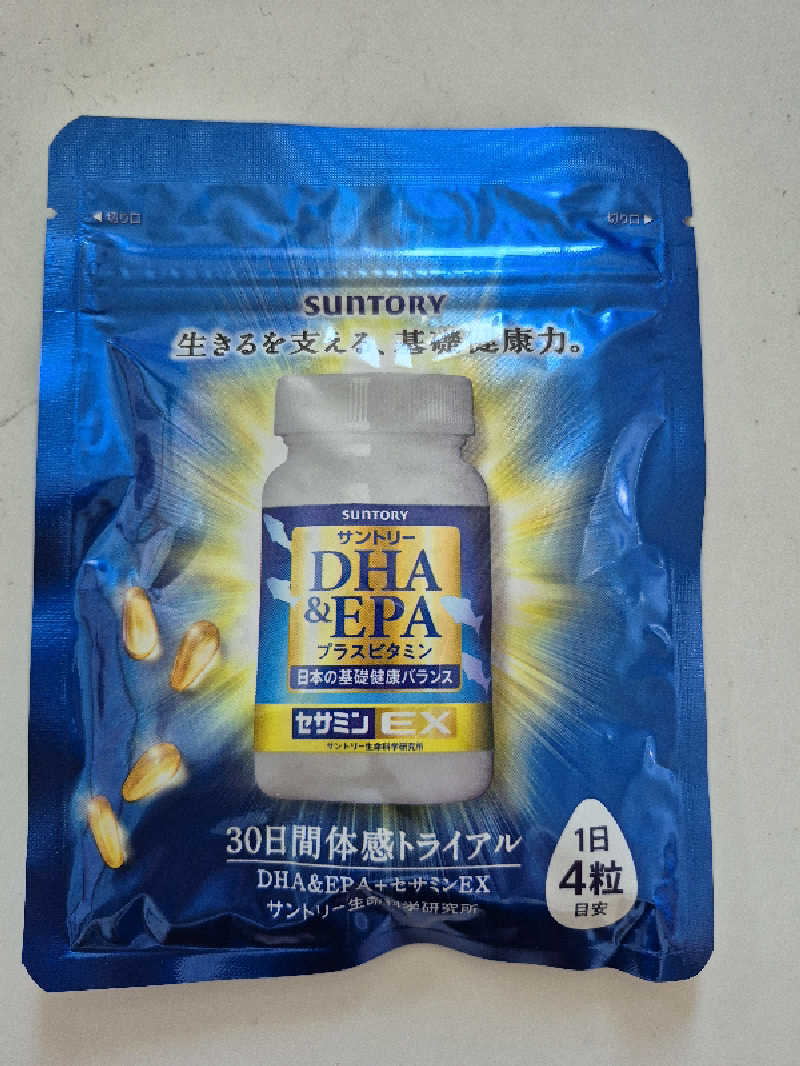 ◀切り口
切り口▶
SUNTORY
生きるを支える、基礎健康力。
SUNTORY
サントリー
DHA
&EPA
プラスビタミン
日本の基礎健康バランス
セサミンEX
サントリー生命科学研究所
30日間体感トライアル
DHA&EPA+セサミンEX
サントリー生命科学研究所
1日
4粒
目安